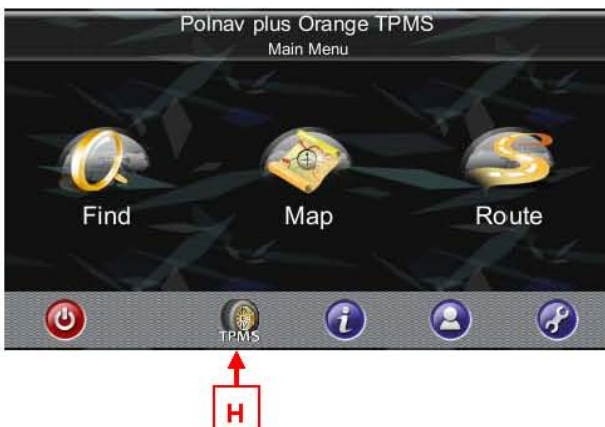 Polnav plus Orange TPMS
Main Menu
Find
Map
Route
TPMS
i
H